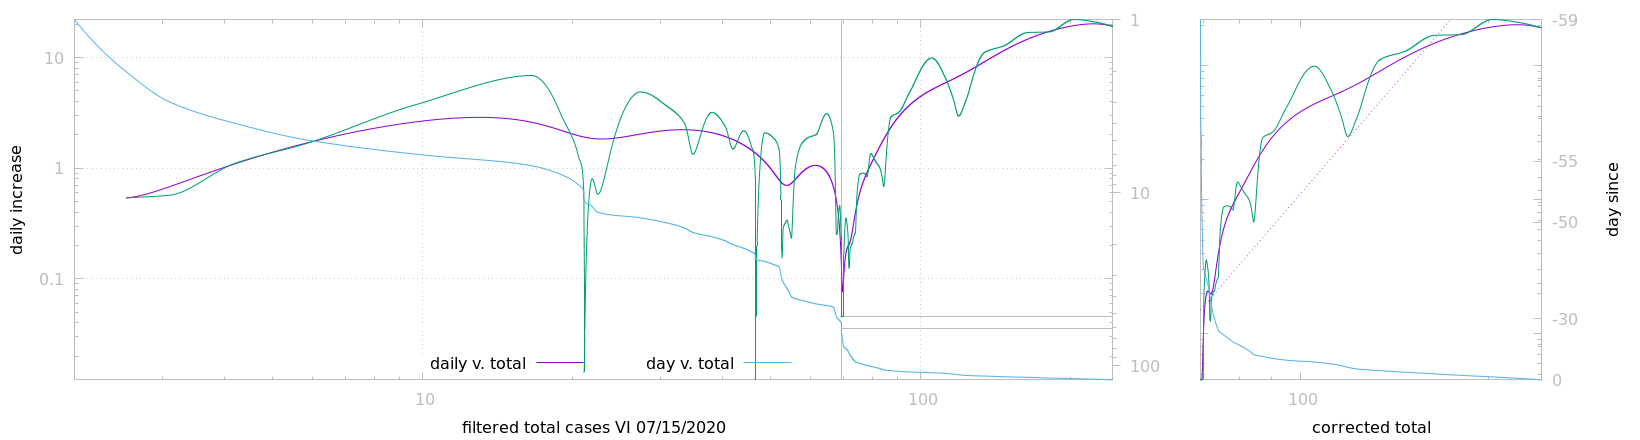 daily increase
10
1
0.1
10
100
filtered total cases VI 07/15/2020
daily v. total
day v. total
1
10
100
100
corrected total
-59
-55
-50
-30
0
day since